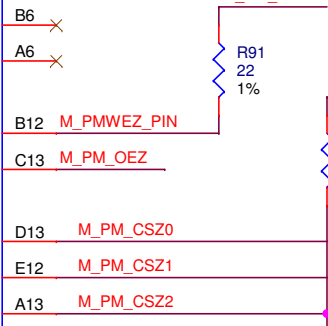 B6
A6
R91
22
1%
B12 M_PMWEZ_PIN
C13 M_PM_OEZ
D13 M_PM_CSZ0
E12 M_PM_CSZ1
A13 M_PM_CSZ2